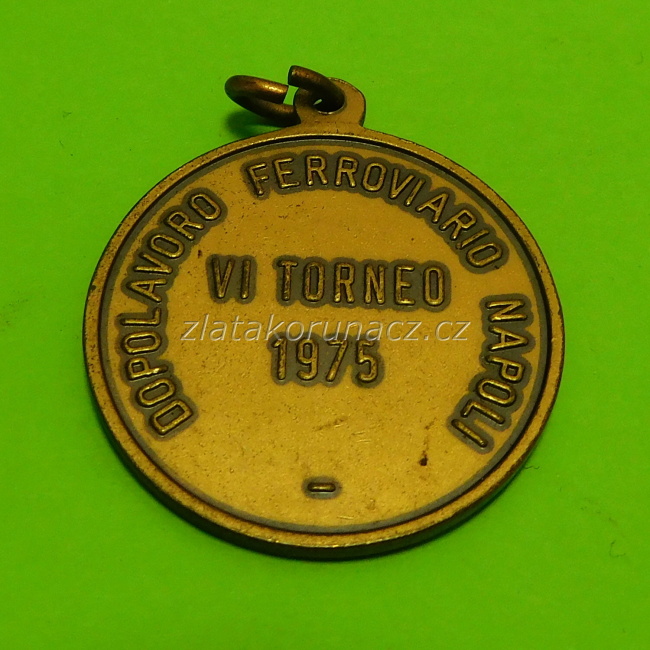 DOPOLAVORO FERROVIARIO NAPOLI
VI TORNEO
zlatakorunacz.cz
1975